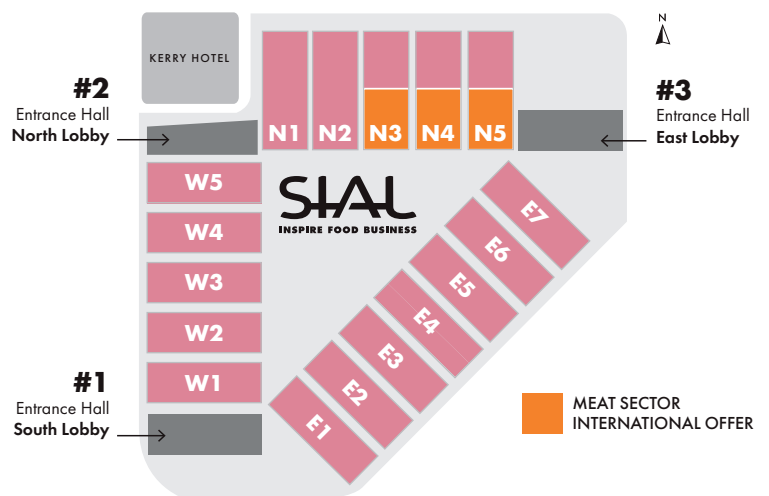 KERRY HOTEL
N
#2
Entrance Hall
North Lobby
#3
Entrance Hall
East Lobby
N1 N2 N3 N4 N5
W5
W4
W3
W2
W1
SIAL
INSPIRE FOOD BUSINESS
E7
E6
E5
E4
E3
E2
E1
#1
Entrance Hall
South Lobby
MEAT SECTOR
INTERNATIONAL OFFER